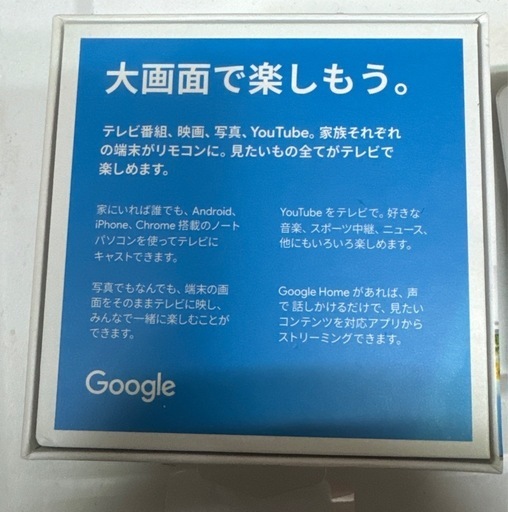 大画面で楽しもう。
テレビ番組、映画、写真、YouTube。家族それぞれ
の端末がリモコンに。見たいもの全てがテレビで
楽しめます。
家にいれば誰でも、Android、
iPhone、Chrome 搭載のノート
パソコンを使ってテレビに
キャストできます。
YouTube をテレビで。好きな
音楽、スポーツ中継、ニュース、
他にもいろいろ楽しめます。
写真でもなんでも、端末の画
面をそのままテレビに映し、
みんなで一緒に楽しむことが
できます。
Google Home があれば、声
で 話しかけるだけで、見たい
コンテンツを対応アプリから
ストリーミングできます。
Google